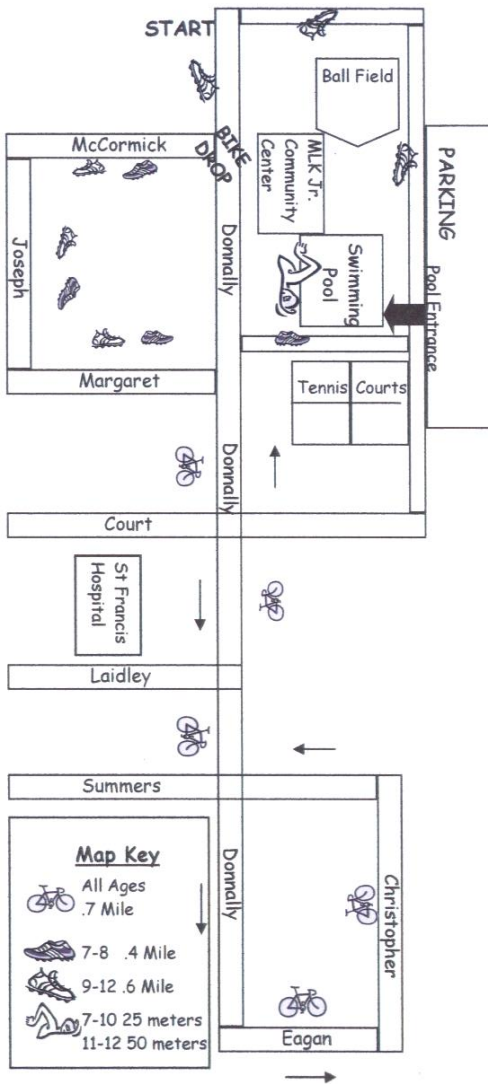 START
Ball Field
BIKE
DROP
McCormick
MLK Jr.
Community
Center
PARKING
Joseph
Donnally
Swimming
Pool
Pool Entrance
Margaret
Tennis Courts
Donnally
Court
St Francis
Hospital
Laidley
Summers
Donnally
Christopher
Map Key
All Ages
.7 Mile
7-8 .4 Mile
9-12 .6 Mile
7-10 25 meters
11-12 50 meters
Eagan